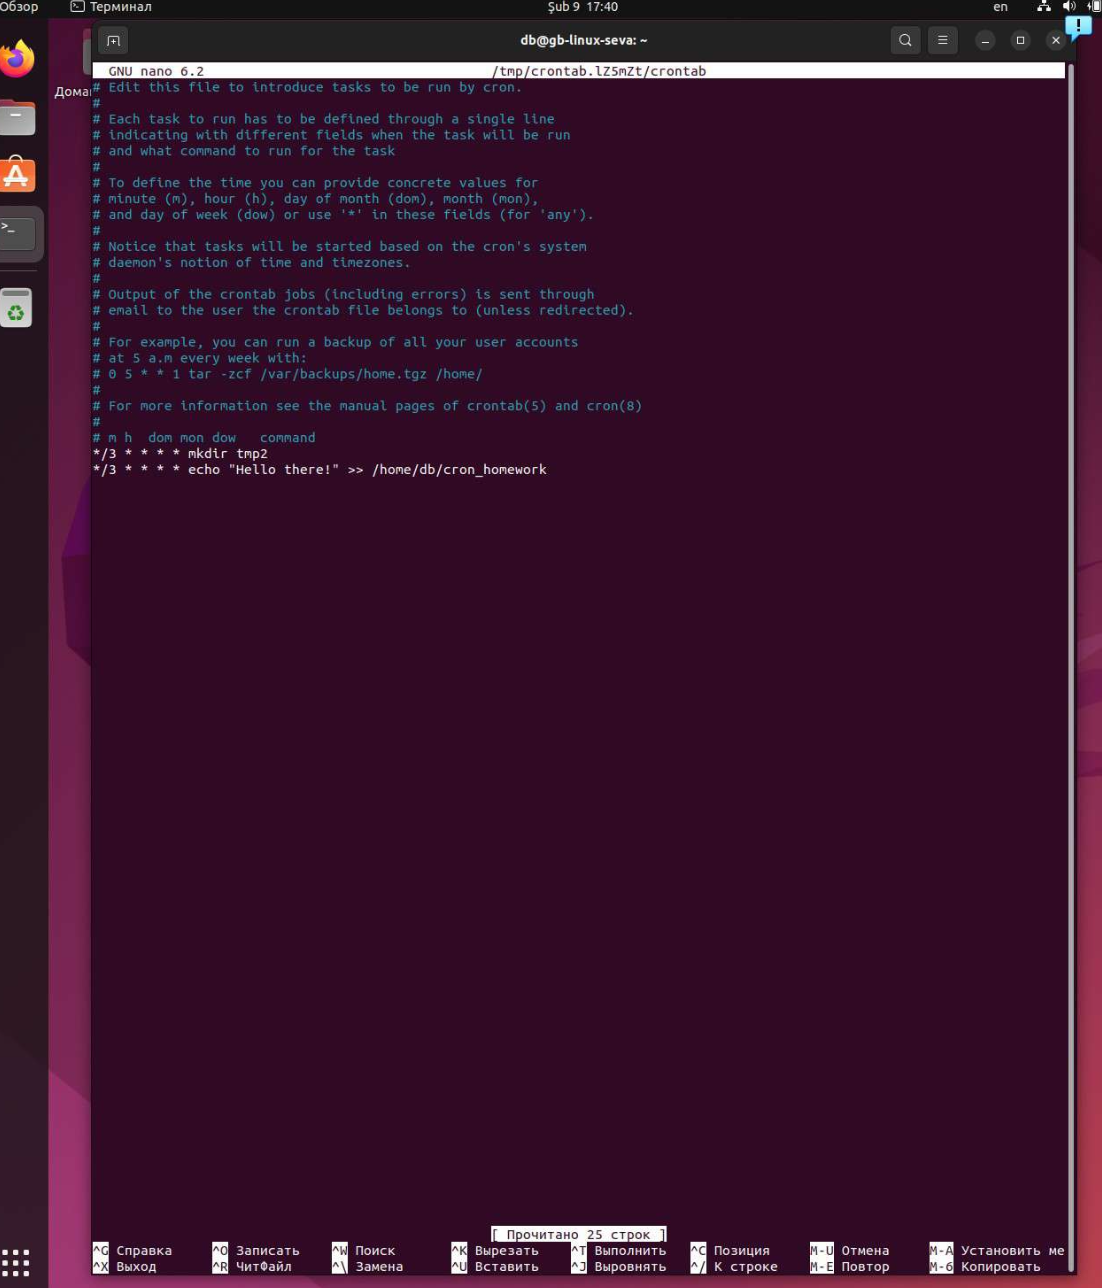 Обзор
Терминал
Şub 9 17:40
en
db@gb-linux-seva: ~
GNU nano 6.2 /tmp/crontab.lZ5mZt/crontab
# Edit this file to introduce tasks to be run by cron.
#
# Each task to run has to be defined through a single line
# indicating with different fields when the task will be run
# and what command to run for the task
#
# To define the time you can provide concrete values for
# minute (m), hour (h), day of month (dom), month (mon),
# and day of week (dow) or use '*' in these fields (for 'any').
#
# Notice that tasks will be started based on the cron's system
# daemon's notion of time and timezones.
#
# Output of the crontab jobs (including errors) is sent through
# email to the user the crontab file belongs to (unless redirected).
#
# For example, you can run a backup of all your user accounts
# at 5 a.m every week with:
# 0 5 * * 1 tar -zcf /var/backups/home.tgz /home/
#
# For more information see the manual pages of crontab(5) and cron(8)
#
# m h  dom mon dow   command
*/3 * * * * mkdir tmp2
*/3 * * * * echo "Hello there!" >> /home/db/cron_homework
[ Прочитано 25 строк ]
^G Справка ^O Записать ^W Поиск ^K Вырезать ^T Выполнить ^C Позиция M-U Отмена M-A Установить ме
^X Выход ^R ЧитФайл ^\ Замена ^U Вставить ^J Выровнять ^/ К строке M-E Повтор M-6 Копировать